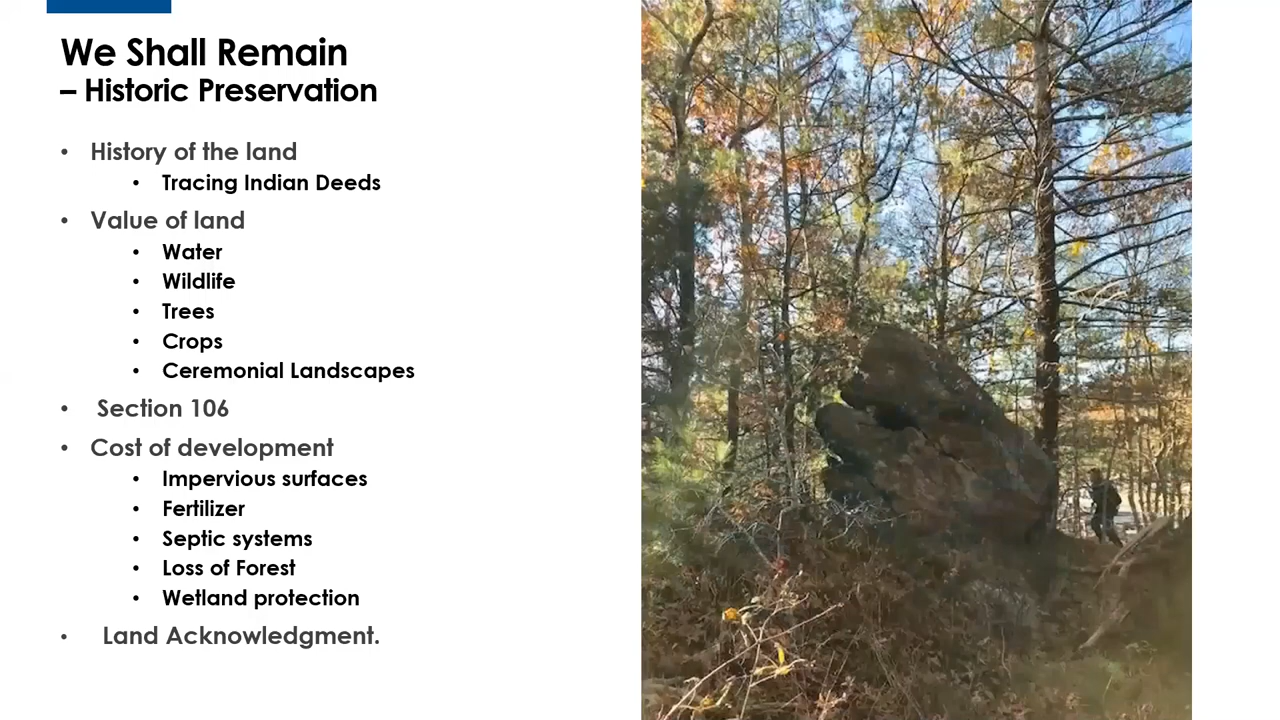 We Shall Remain
– Historic Preservation
• History of the land
• Tracing Indian Deeds
• Value of land
• Water
• Wildlife
• Trees
• Crops
• Ceremonial Landscapes
• Section 106
• Cost of development
• Impervious surfaces
• Fertilizer
• Septic systems
• Loss of Forest
• Wetland protection
• Land Acknowledgment.